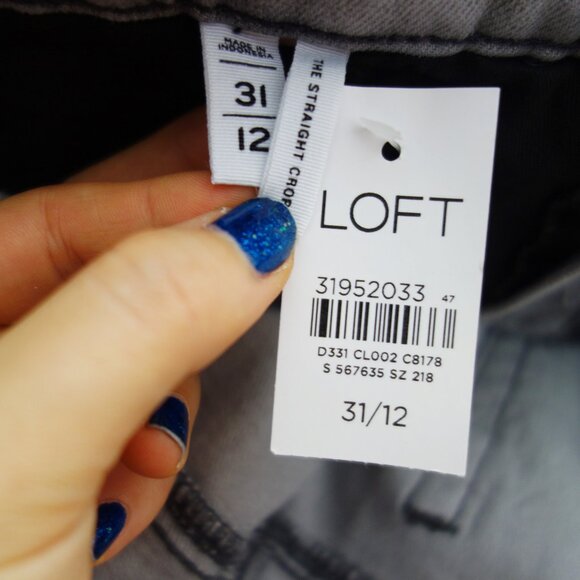 MADE IN
INDONESIA
31
12
THE STRAIGHT CROP
LOFT
31952033 47
D331 CL002 C8178
S 567635 SZ 218
31/12